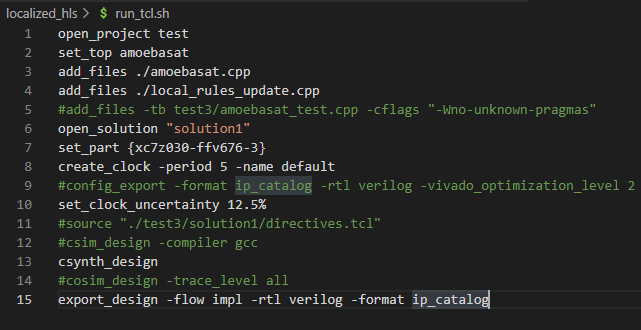 localized_hls > $ run_tcl.sh
1 open_project test
2 set_top amoebasat
3 add_files ./amoebasat.cpp
4 add_files ./local_rules_update.cpp
5 #add_files -tb test3/amoebasat_test.cpp -cflags "-Wno-unknown-pragmas"
6 open_solution "solution1"
7 set_part {xc7z030-ffv676-3}
8 create_clock -period 5 -name default
9 #config_export -format ip_catalog -rtl verilog -vivado_optimization_level 2
10 set_clock_uncertainty 12.5%
11 #source "./test3/solution1/directives.tcl"
12 #csim_design -compiler gcc
13 csynth_design
14 #cosim_design -trace_level all
15 export_design -flow impl -rtl verilog -format ip_catalog